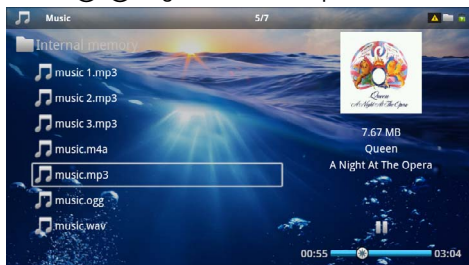 Music 5/7
Internal memory
music 1.mp3
music 2.mp3
music 3.mp3
music.m4a
music.mp3
music.ogg
music.wav
Queen
A Night At The Opera
7.67 MB
Queen
A Night At The Opera
00:55 03:04